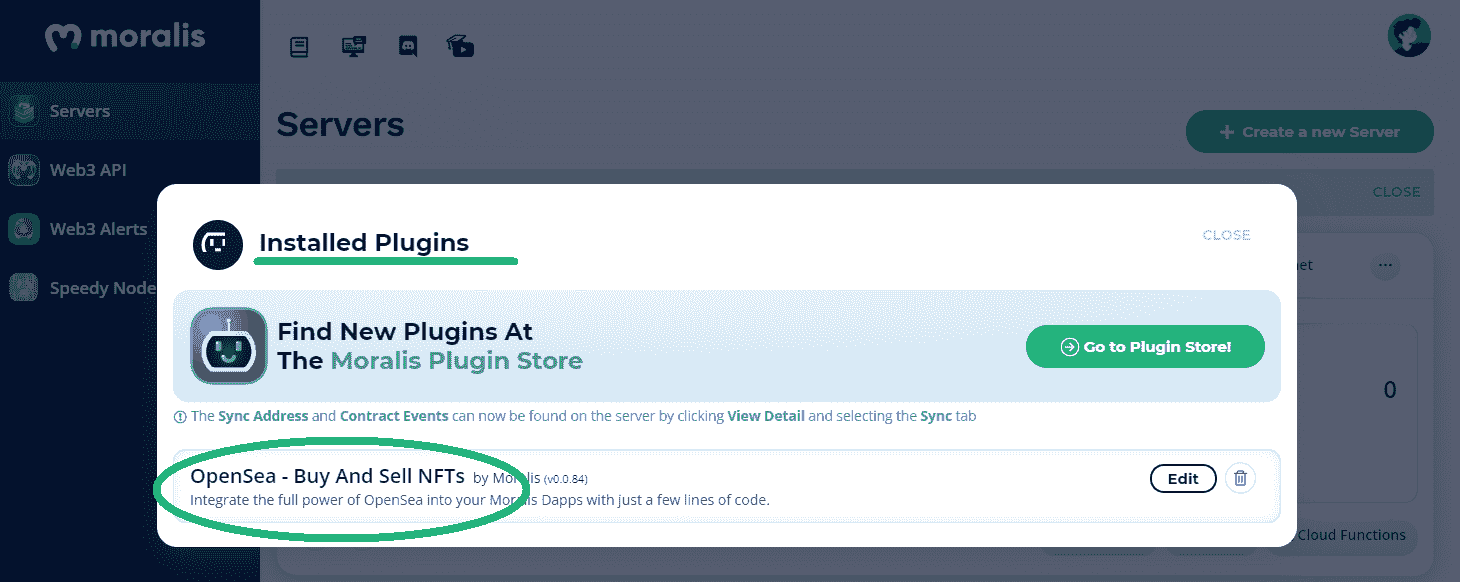 moralis
Servers
Web3 API
Web3 Alerts
Speedy Node
Servers
+ Create a new Server
CLOSE
Installed Plugins
CLOSE
Find New Plugins At
The Moralis Plugin Store
Go to Plugin Store!
The Sync Address and Contract Events can now be found on the server by clicking View Detail and selecting the Sync tab
OpenSea - Buy And Sell NFTs by Moralis (v0.0.84)
Integrate the full power of OpenSea into your Moralis Dapps with just a few lines of code.
Edit
net
0
Cloud Functions